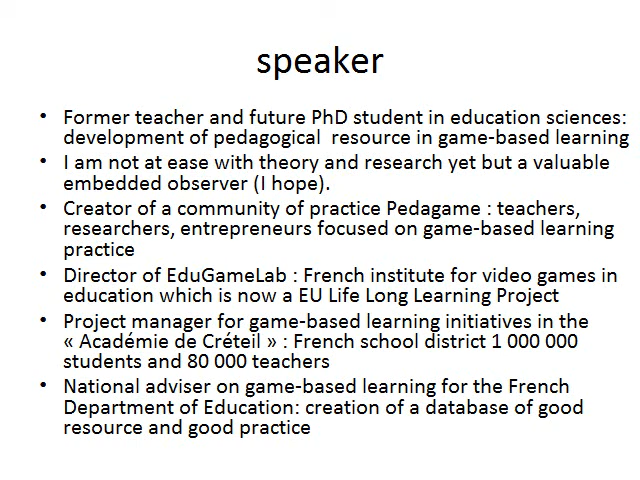 speaker
• Former teacher and future PhD student in education sciences:
development of pedagogical  resource in game-based learning
• I am not at ease with theory and research yet but a valuable
embedded observer (I hope).
• Creator of a community of practice Pedagame : teachers,
researchers, entrepreneurs focused on game-based learning
practice
• Director of EduGameLab : French institute for video games in
education which is now a EU Life Long Learning Project
• Project manager for game-based learning initiatives in the
« Académie de Créteil » : French school district 1 000 000
students and 80 000 teachers
• National adviser on game-based learning for the French
Department of Education: creation of a database of good
resource and good practice